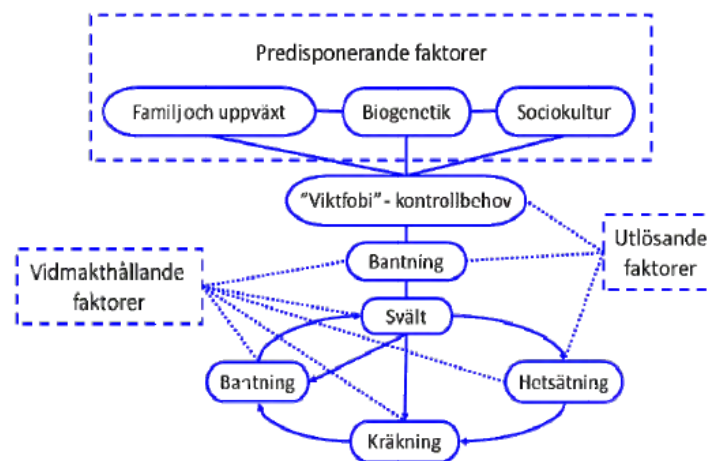 Predisponerande faktorer
Familj och uppväxt
Biogenetik
Sociokultur
"Viktfobi" - kontrollbehov
Vidmakthållande
faktorer
Bantning
Utlösande
faktorer
Svält
Bantning
Hetsätning
Kräkning